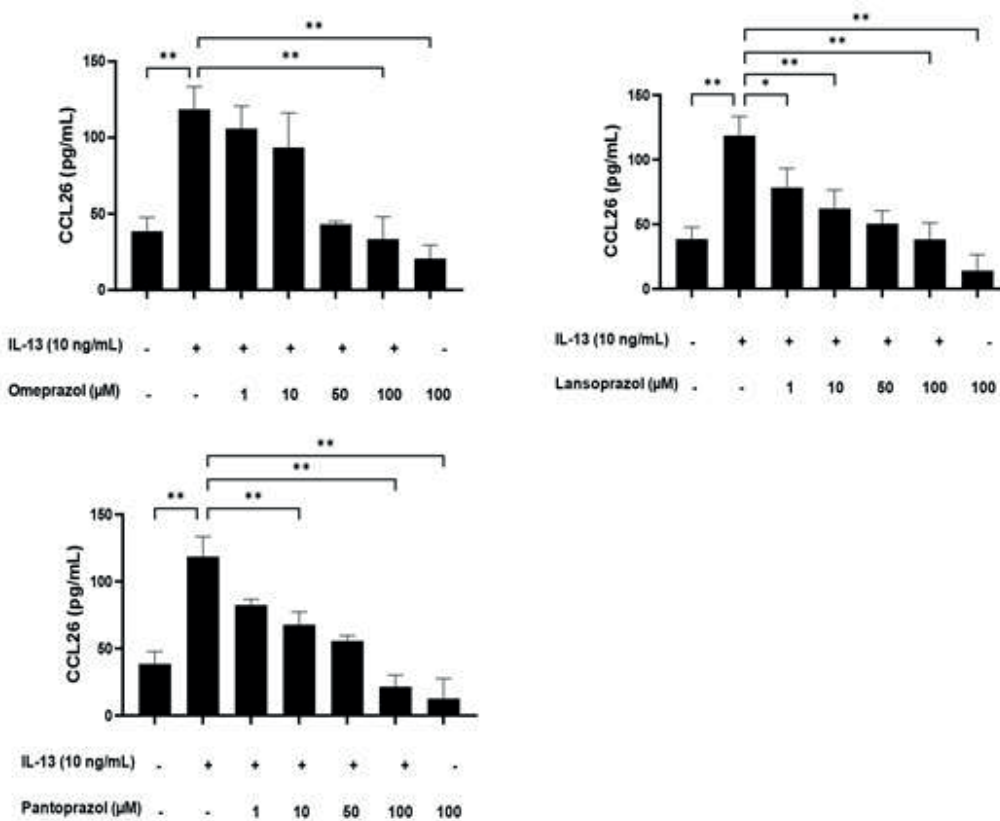 **
**
**
150
100
50
0
CCL26 (pg/mL)
IL-13 (10 ng/mL) - + + + + + -
Omeprazol (µM) - - 1 10 50 100 100
**
**
**
** *
150
100
50
0
CCL26 (pg/mL)
IL-13 (10 ng/mL) - + + + + + -
Lansoprazol (µM) - - 1 10 50 100 100
**
**
** **
150
100
50
0
CCL26 (pg/mL)
IL-13 (10 ng/mL) - + + + + + -
Pantoprazol (µM) - - 1 10 50 100 100